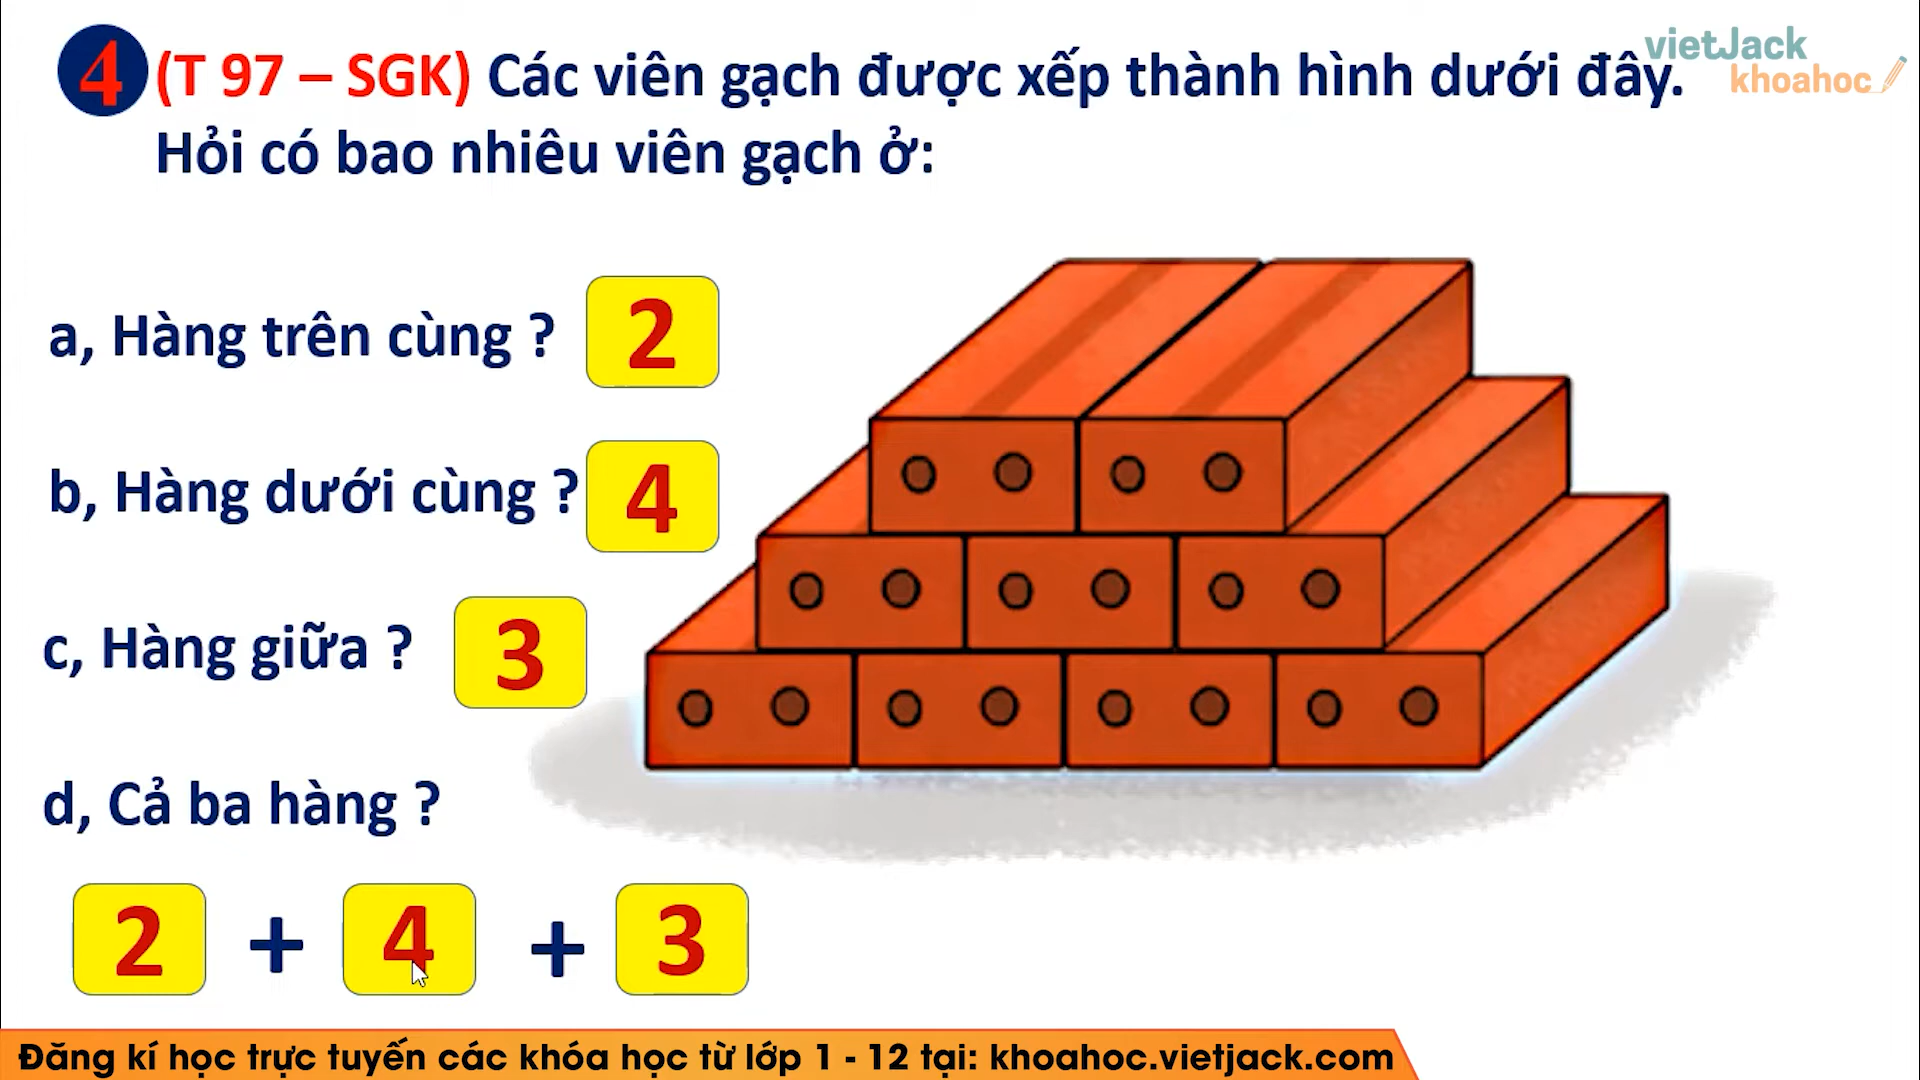 4 (T 97 – SGK) Các viên gạch được xếp thành hình dưới đây.
Hỏi có bao nhiêu viên gạch ở:
vietJack
khoahoc
a, Hàng trên cùng ? 2
b, Hàng dưới cùng ? 4
c, Hàng giữa ? 3
d, Cả ba hàng ?
2 + 4 + 3
Đăng kí học trực tuyến các khóa học từ lớp 1 - 12 tại: khoahoc.vietjack.com